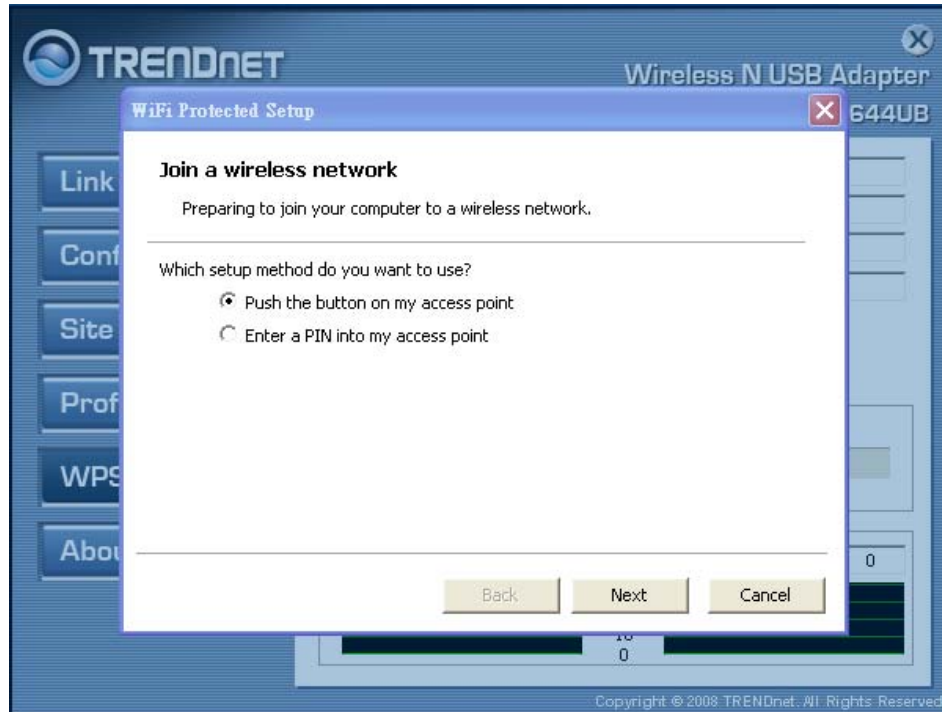 TRENDNET
Wireless N USB Adapter
644UB
WiFi Protected Setup
Join a wireless network
Preparing to join your computer to a wireless network.
Which setup method do you want to use?
Push the button on my access point
Enter a PIN into my access point
Link
Conf
Site
Prof
WPS
Abou
0
Back
Next
Cancel
10
0
Copyright © 2008 TRENDnet. All Rights Reserved